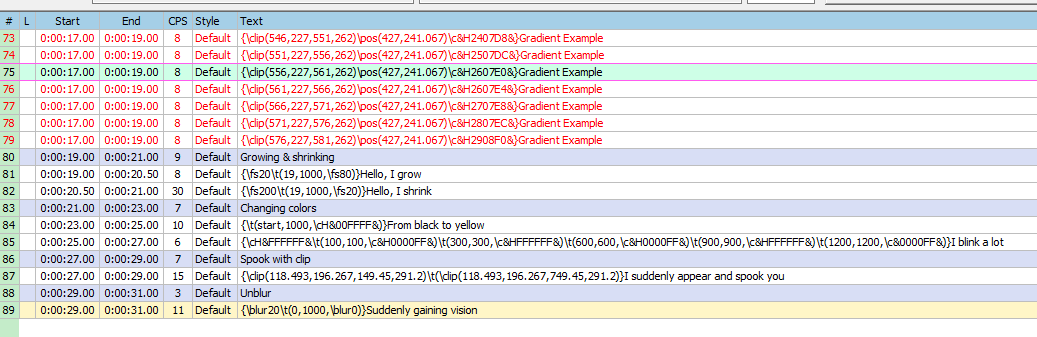 # L Start End CPS Style Text
73 0:00:17.00 0:00:19.00 8 Default {\clip(546,227,551,262)\pos(427,241.067)\c&H2407D8&}Gradient Example
74 0:00:17.00 0:00:19.00 8 Default {\clip(551,227,556,262)\pos(427,241.067)\c&H2507DC&}Gradient Example
75 0:00:17.00 0:00:19.00 8 Default {\clip(556,227,561,262)\pos(427,241.067)\c&H2607E0&}Gradient Example
76 0:00:17.00 0:00:19.00 8 Default {\clip(561,227,566,262)\pos(427,241.067)\c&H2607E4&}Gradient Example
77 0:00:17.00 0:00:19.00 8 Default {\clip(566,227,571,262)\pos(427,241.067)\c&H2707E8&}Gradient Example
78 0:00:17.00 0:00:19.00 8 Default {\clip(571,227,576,262)\pos(427,241.067)\c&H2807EC&}Gradient Example
79 0:00:17.00 0:00:19.00 8 Default {\clip(576,227,581,262)\pos(427,241.067)\c&H2908F0&}Gradient Example
80 0:00:19.00 0:00:21.00 9 Default Growing & shrinking
81 0:00:19.00 0:00:20.50 8 Default {\fs20\t(19,1000,\fs80)}Hello, I grow
82 0:00:20.50 0:00:21.00 30 Default {\fs200\t(19,1000,\fs20)}Hello, I shrink
83 0:00:21.00 0:00:23.00 7 Default Changing colors
84 0:00:23.00 0:00:25.00 10 Default {\t(start,1000,\cH&00FFFF&)}From black to yellow
85 0:00:25.00 0:00:27.00 6 Default {\cH&FFFFFF&\t(100,100,\c&H0000FF&)\t(300,300,\c&HFFFFFF&)\t(600,600,\c&H0000FF&)\t(900,900,\c&HFFFFFF&)\t(1200,1200,\c&0000FF&)}I blink a lot
86 0:00:27.00 0:00:29.00 7 Default Spook with clip
87 0:00:27.00 0:00:29.00 15 Default {\clip(118.493,196.267,149.45,291.2)\t(\clip(118.493,196.267,749.45,291.2)}I suddenly appear and spook you
88 0:00:29.00 0:00:31.00 3 Default Unblur
89 0:00:29.00 0:00:31.00 11 Default {\blur20\t(0,1000,\blur0)}Suddenly gaining vision